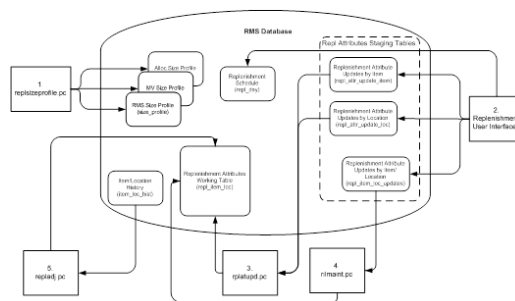 RMS Database
Repl Attributes Staging Tables
Alloc Size Profile
MV Size Profile
RMS Size Profile
(size_profile)
1
replsizeprofile.pc
Replenishment
Schedule
(repl_day)
Replenishment Attribute
Updates by Item
(repl_attr_update_item)
Replenishment Attribute
Updates by Location
(repl_attr_update_loc)
2.
Replenishment
User Interface
Replenishment Attributes
Working Table
(repl_item_loc)
Replenishment Attribute
Updates by Item/
Location
(repl_item_loc_updates)
Item/Location
History
(item_loc_hist)
5.
repladj.pc
3.
rplatupd.pc
4.
rilmaint.pc